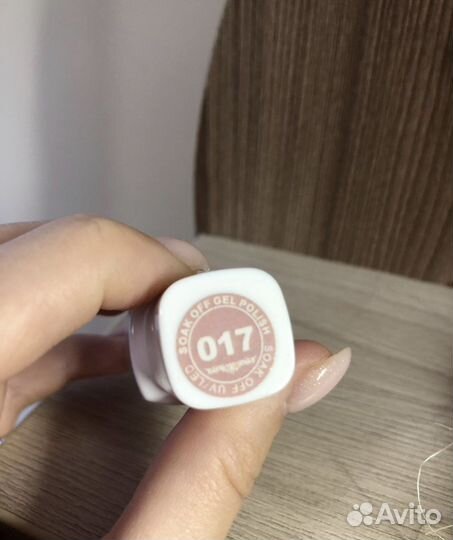 SOAK OFF GEL POLISH
017
SOAK OFF UV/LED
Avito